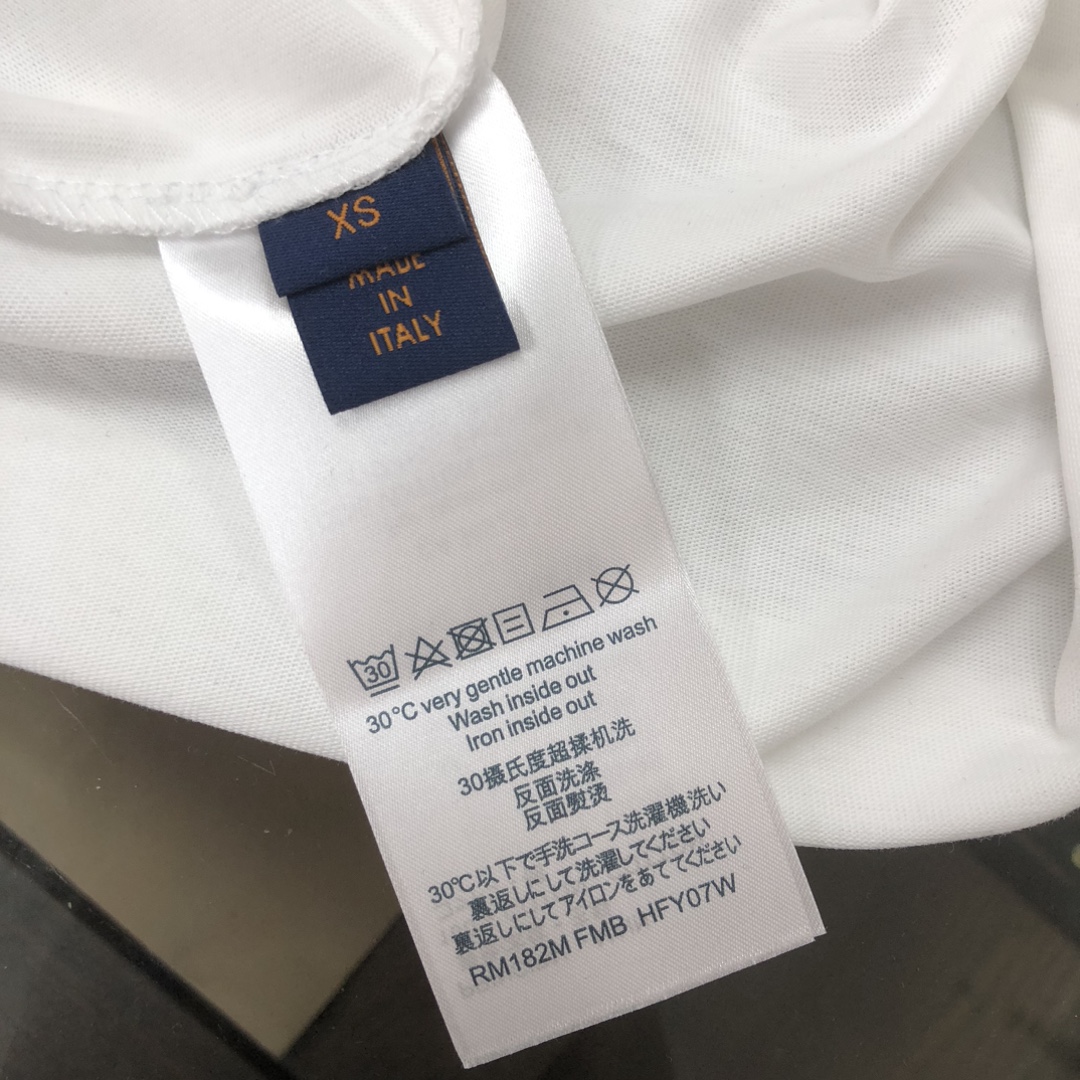 XS
MADE
IN
ITALY
30
30°C very gentle machine wash
Wash inside out
Iron inside out
30摄氏度超揉机洗
反面洗涤
反面熨烫
30℃以下で手洗コース洗濯機洗い
裏返しにして洗濯してください
裏返しにしてアイロンをあててください
RM182M FMB HFY07W